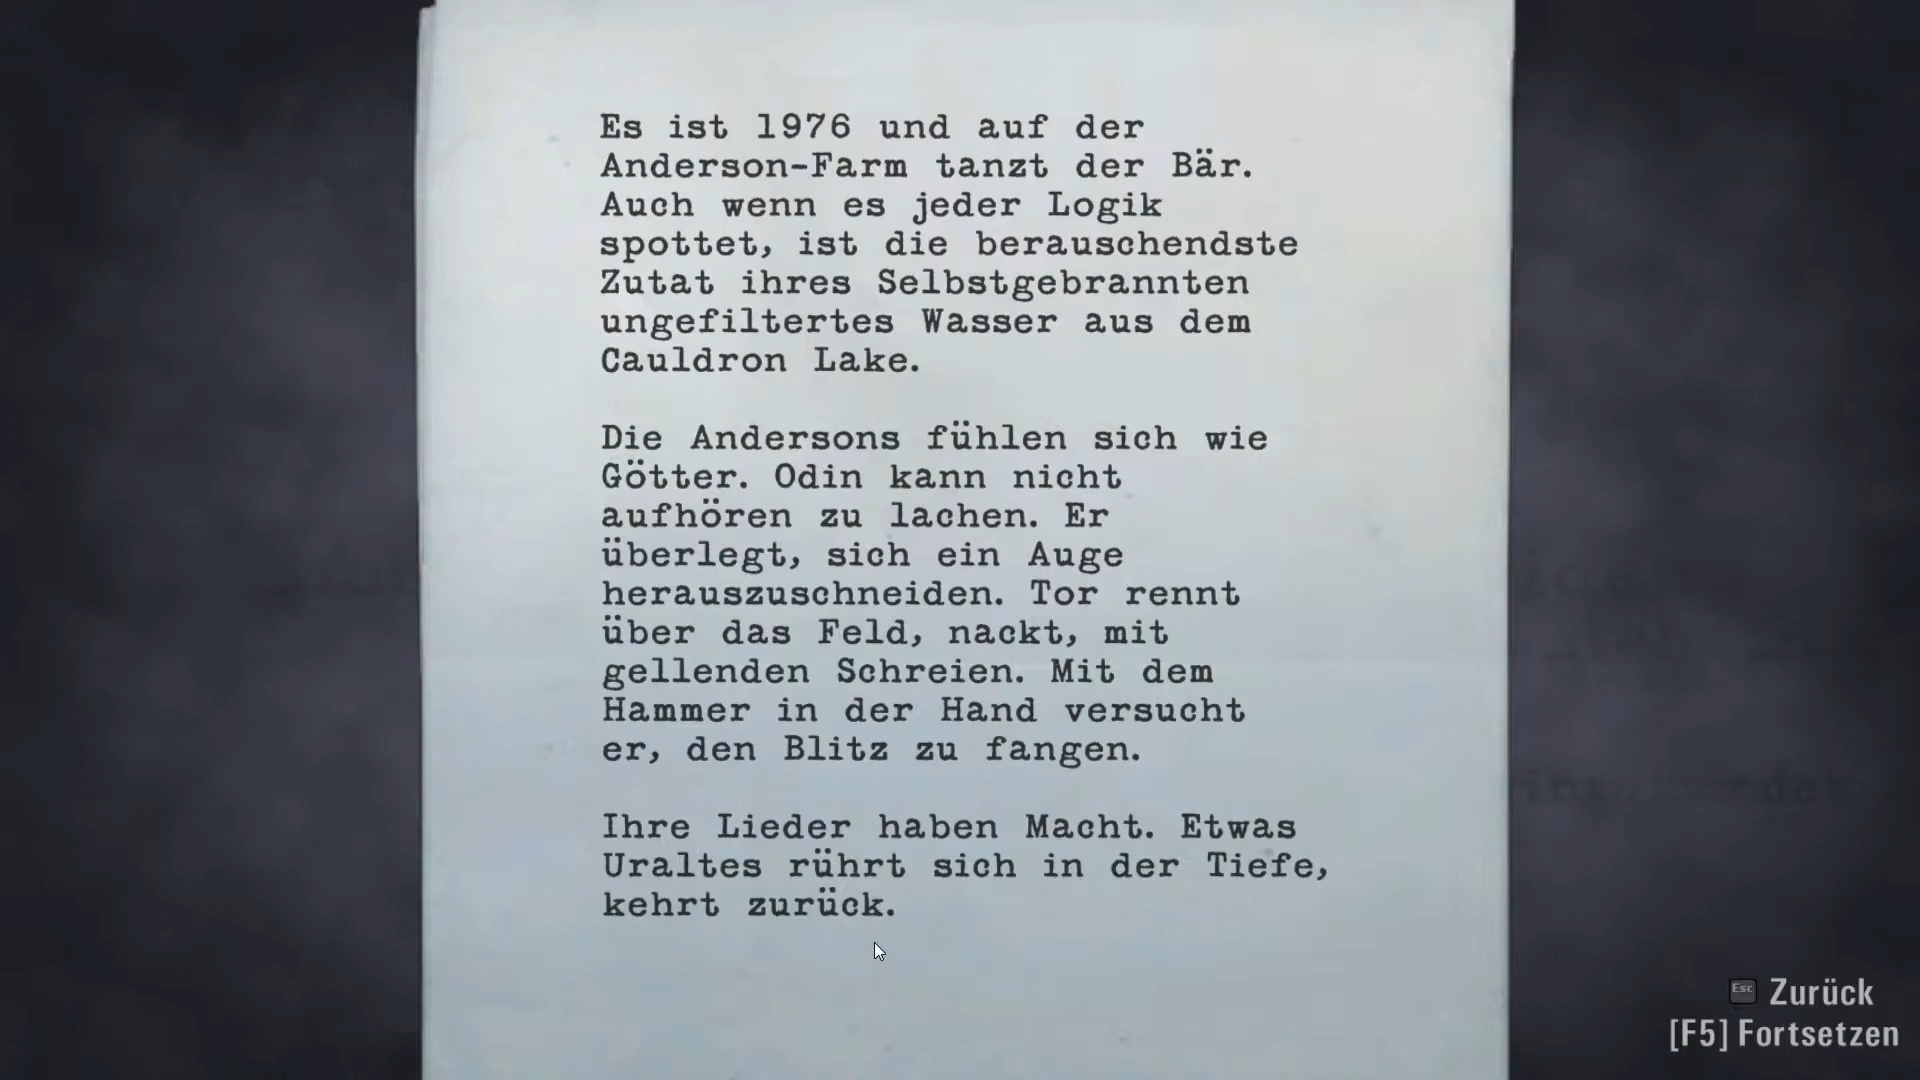 Es ist 1976 und auf der
Anderson-Farm tanzt der Bär.
Auch wenn es jeder Logik
spottet, ist die berauschendste
Zutat ihres Selbstgebrannten
ungefiltertes Wasser aus dem
Cauldron Lake.
Die Andersons fühlen sich wie
Götter. Odin kann nicht
aufhören zu lachen. Er
überlegt, sich ein Auge
herauszuschneiden. Tor rennt
über das Feld, nackt, mit
gellenden Schreien. Mit dem
Hammer in der Hand versucht
er, den Blitz zu fangen.
Ihre Lieder haben Macht. Etwas
Uraltes rührt sich in der Tiefe,
kehrt zurück.
Esc Zurück
[F5] Fortsetzen